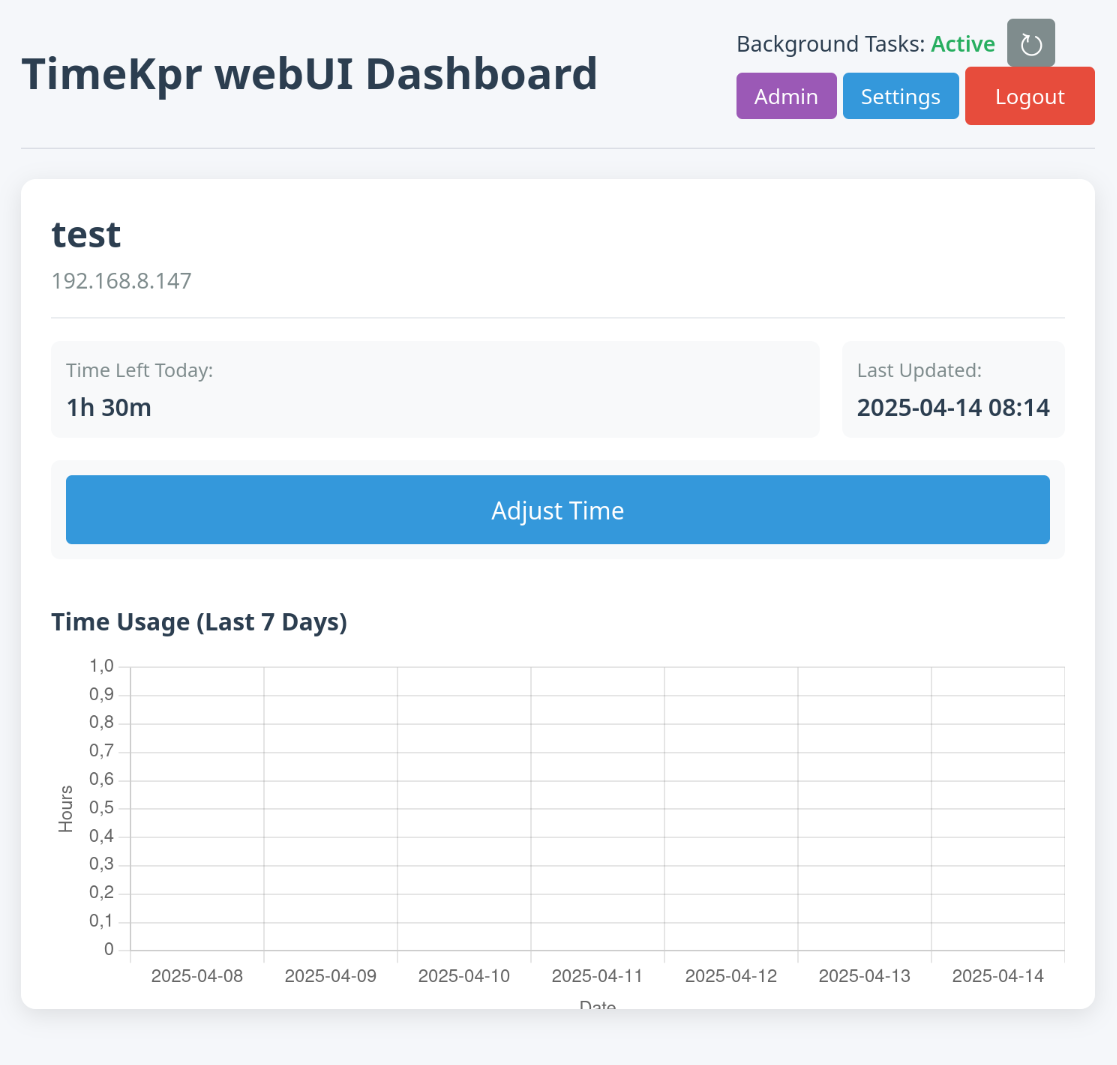 TimeKpr webUI Dashboard
Background Tasks: Active
Admin
Settings
Logout
test
192.168.8.147
Time Left Today:
1h 30m
Last Updated:
2025-04-14 08:14
Adjust Time
Time Usage (Last 7 Days)
1,0
0,9
0,8
0,7
0,6
0,5
0,4
0,3
0,2
0,1
0
Hours
2025-04-08
2025-04-09
2025-04-10
2025-04-11
2025-04-12
2025-04-13
2025-04-14
Date